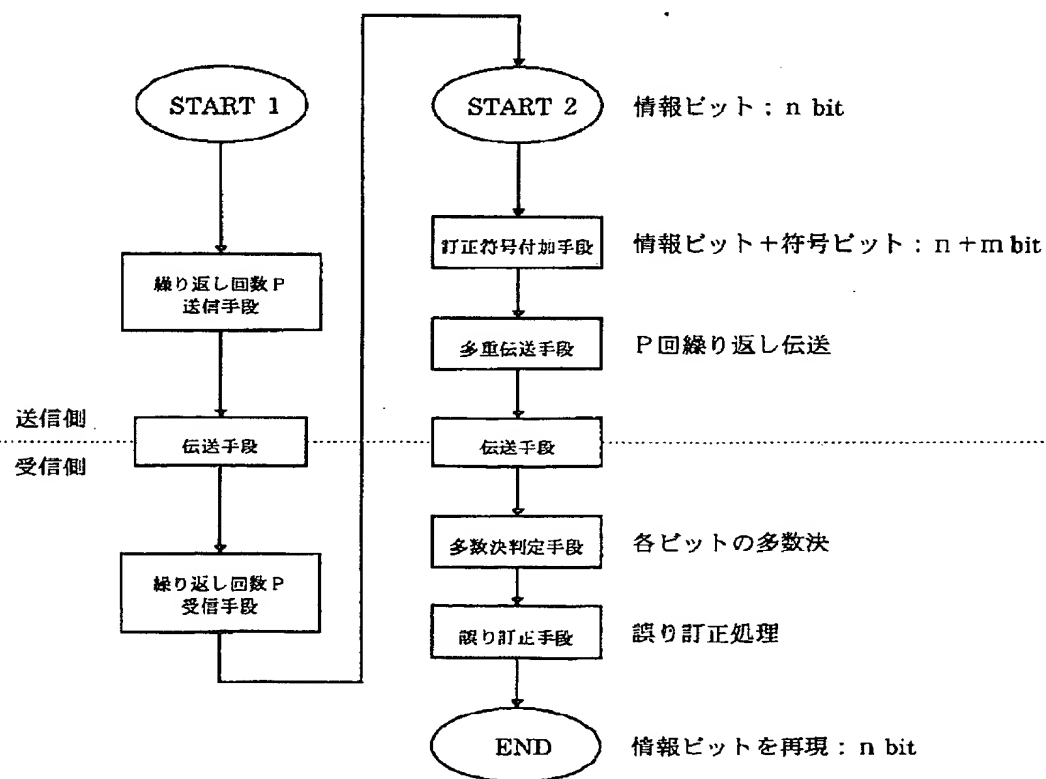 START 1
繰り返し回数P
送信手段
送信側
伝送手段
受信側
繰り返し回数P
受信手段
START 2
情報ビット：n bit
訂正符号付加手段
情報ビット＋符号ビット：n＋m bit
多重伝送手段
P回繰り返し伝送
伝送手段
多数決判定手段
各ビットの多数決
誤り訂正手段
誤り訂正処理
END
情報ビットを再現：n bit